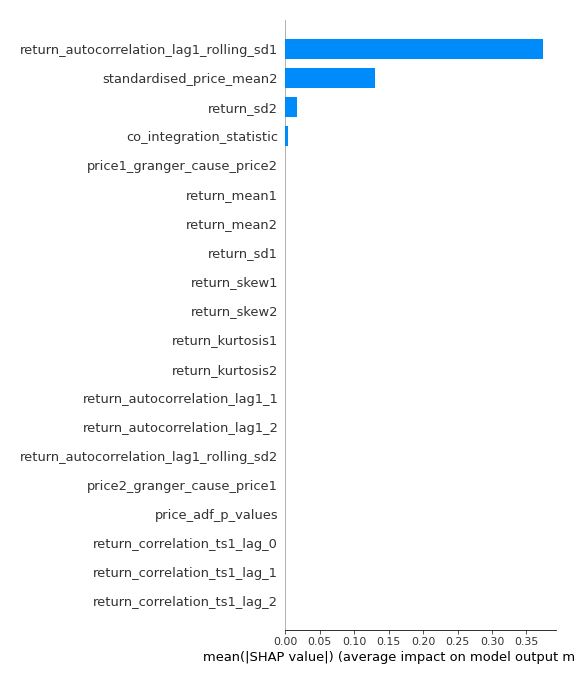 return_autocorrelation_lag1_rolling_sd1
standardised_price_mean2
return_sd2
co_integration_statistic
price1_granger_cause_price2
return_mean1
return_mean2
return_sd1
return_skew1
return_skew2
return_kurtosis1
return_kurtosis2
return_autocorrelation_lag1_1
return_autocorrelation_lag1_2
return_autocorrelation_lag1_rolling_sd2
price2_granger_cause_price1
price_adf_p_values
return_correlation_ts1_lag_0
return_correlation_ts1_lag_1
return_correlation_ts1_lag_2
0.00 0.05 0.10 0.15 0.20 0.25 0.30 0.35
mean(|SHAP value|) (average impact on model output m